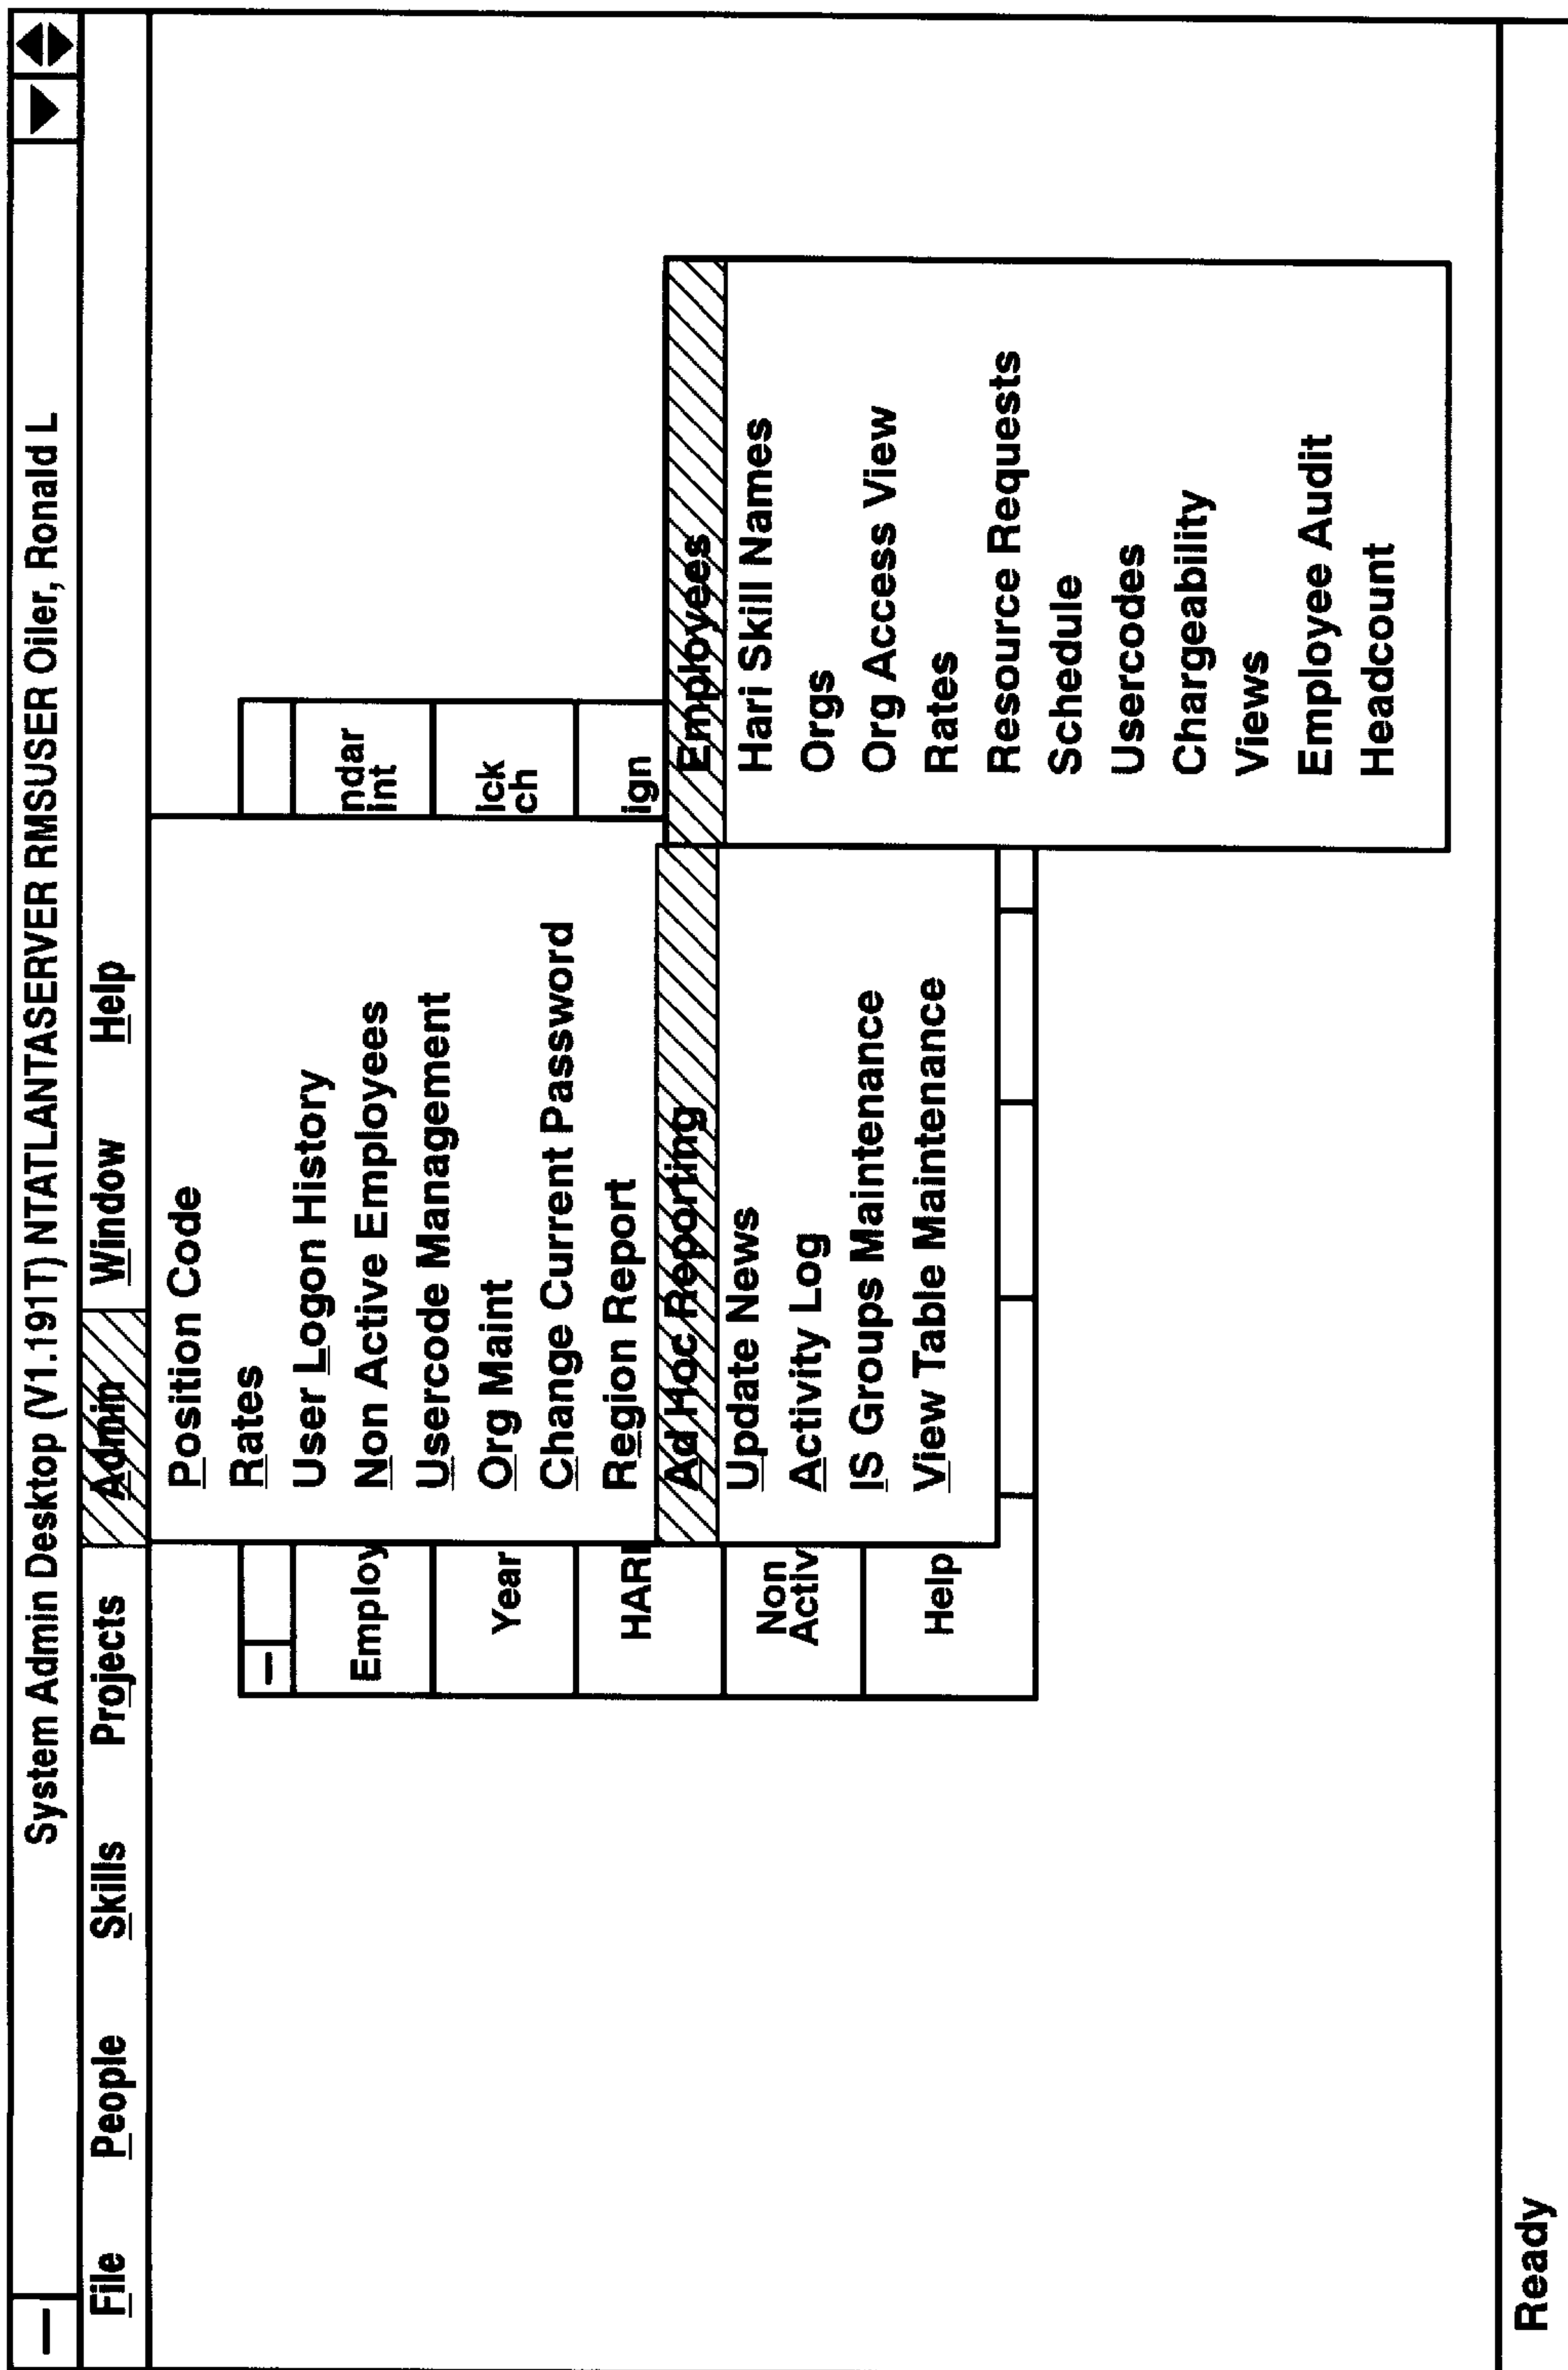 System Admin Desktop (V1.191T) NTATLANTASERVER RMSUSER Oiler, Ronald L
File People Skills Projects Admin Window Help
Position Code
Rates
User Logon History
Non Active Employees
Usercode Management
Org Maint
Change Current Password
Region Report
Ad Hoc Reporting
Update News
Activity Log
IS Groups Maintenance
View Table Maintenance
Employees
Hari Skill Names
Orgs
Org Access View
Rates
Resource Requests
Schedule
Usercodes
Chargeability
Views
Employee Audit
Headcount
Employ
Year
HARI
Non
Activ
Help
ndar
int
ick
ch
ign
Ready